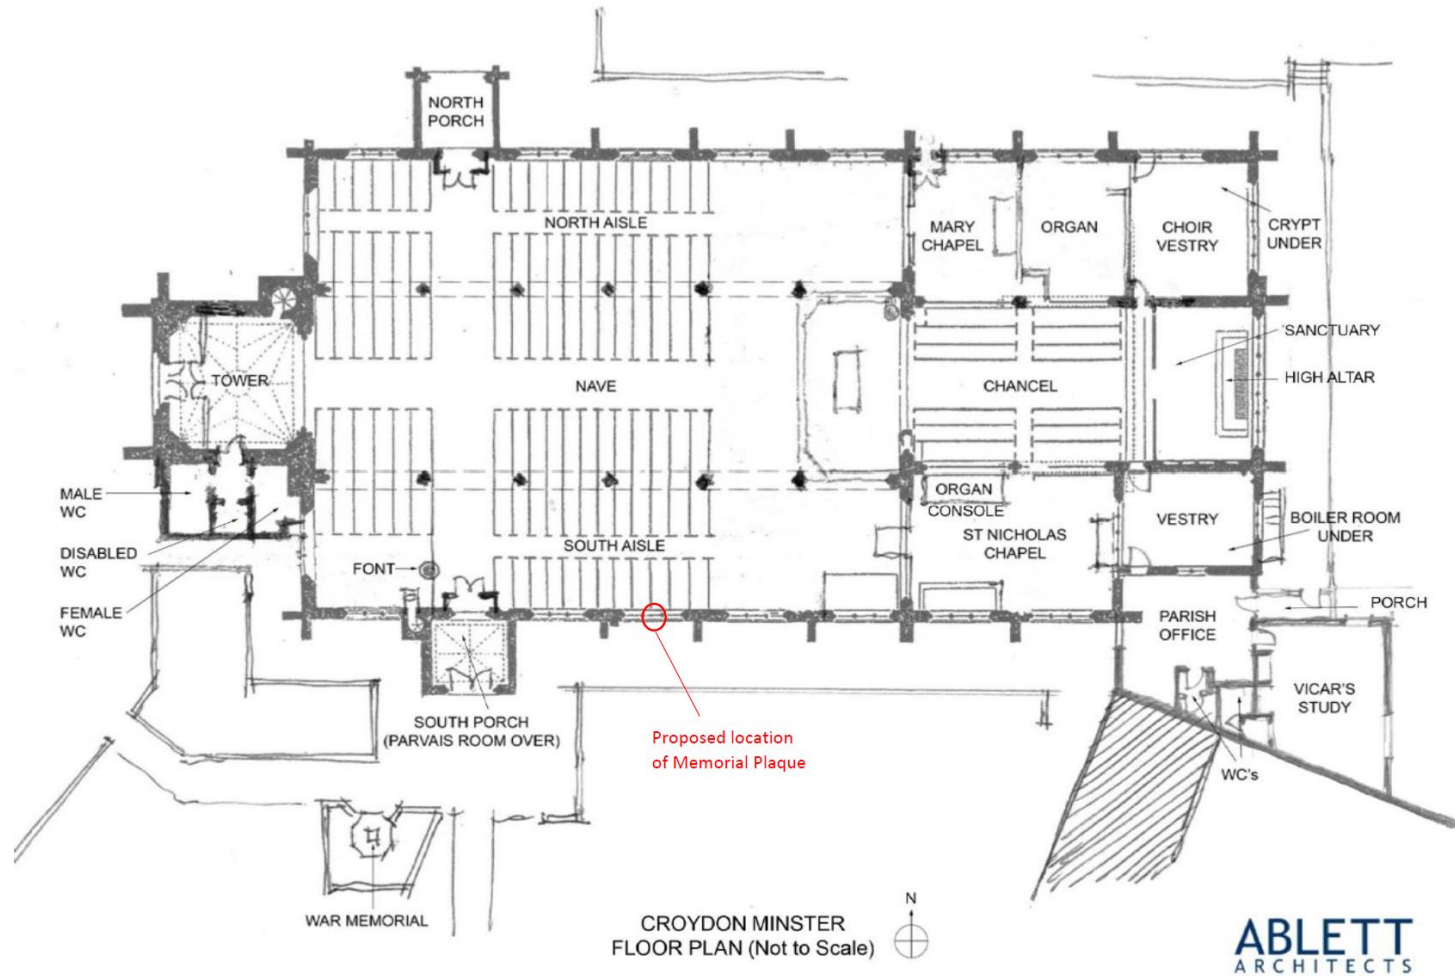 NORTH
PORCH
NORTH AISLE
MARY
CHAPEL
ORGAN
CHOIR
VESTRY
CRYPT
UNDER
TOWER
NAVE
CHANCEL
SANCTUARY
HIGH ALTAR
MALE
WC
DISABLED
WC
FEMALE
WC
FONT
SOUTH AISLE
ORGAN
CONSOLE
ST NICHOLAS
CHAPEL
VESTRY
BOILER ROOM
UNDER
PORCH
PARISH
OFFICE
VICAR'S
STUDY
WC's
SOUTH PORCH
(PARVAIS ROOM OVER)
Proposed location
of Memorial Plaque
WAR MEMORIAL
CROYDON MINSTER
FLOOR PLAN (Not to Scale)
N
ABLETT
ARCHITECTS